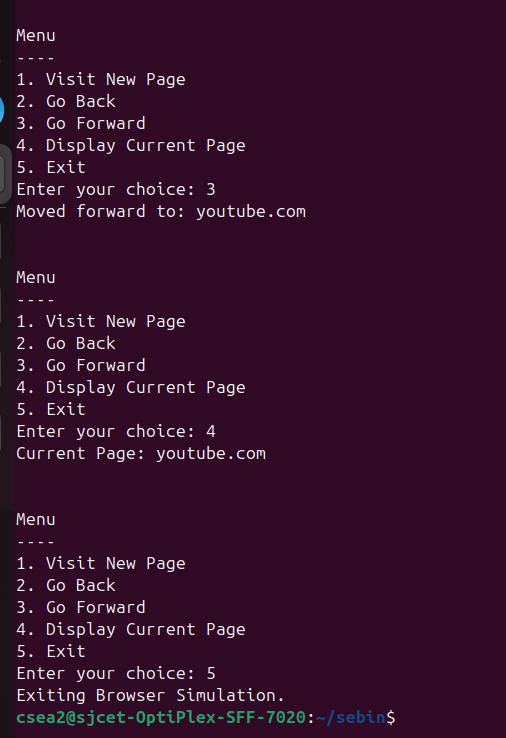 Menu
----
1. Visit New Page
2. Go Back
3. Go Forward
4. Display Current Page
5. Exit
Enter your choice: 3
Moved forward to: youtube.com
Menu
----
1. Visit New Page
2. Go Back
3. Go Forward
4. Display Current Page
5. Exit
Enter your choice: 4
Current Page: youtube.com
Menu
----
1. Visit New Page
2. Go Back
3. Go Forward
4. Display Current Page
5. Exit
Enter your choice: 5
Exiting Browser Simulation.
csea2@sjcet-OptiPlex-SFF-7020:~/sebin$